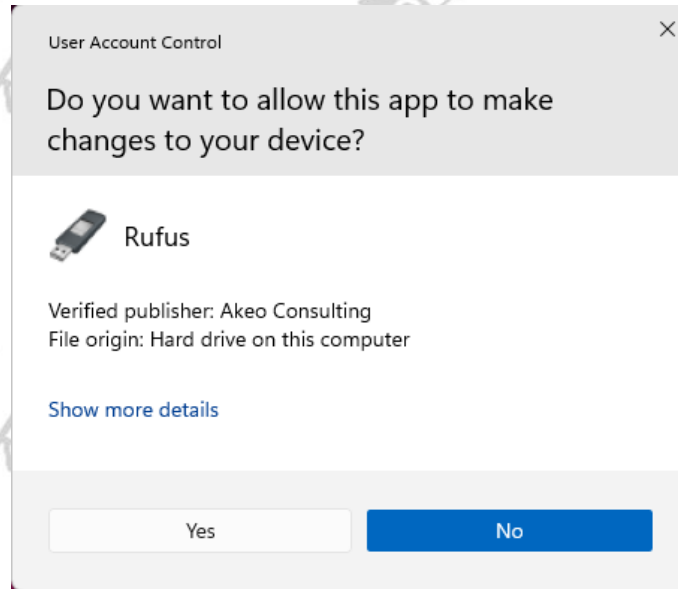 User Account Control
Do you want to allow this app to make
changes to your device?
Rufus
Verified publisher: Akeo Consulting
File origin: Hard drive on this computer
Show more details
Yes
No